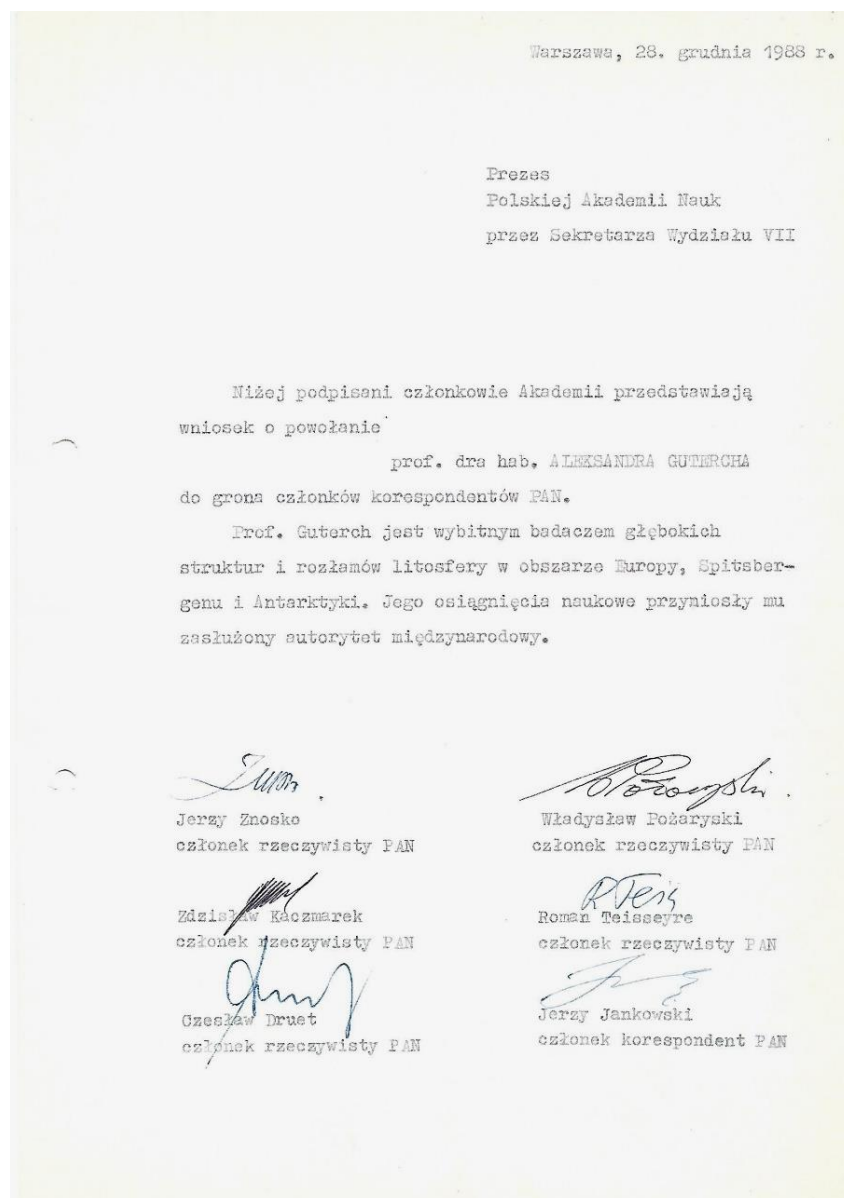 Warszawa, 28. grudnia 1988 r.
Prezes
Polskiej Akademii Nauk
przez Sekretarza Wydziału VII
Niżej podpisani członkowie Akademii przedstawiają
wniosek o powołanie
prof. dra hab. ALEKSANDRA GUTERCHA
do grona członków korespondentów PAN.
Prof. Guterch jest wybitnym badaczem głębokich
struktur i rozłamów litosfery w obszarze Europy, Spitsber-
genu i Antarktyki. Jego osiągnięcia naukowe przyniosły mu
zasłużony autorytet międzynarodowy.
Jerzy Znosko
członek rzeczywisty PAN
Władysław Pożaryski
członek rzeczywisty PAN
Zdzisław Kaczmarek
członek rzeczywisty PAN
Roman Teisseyre
członek rzeczywisty PAN
Czesław Druet
członek rzeczywisty PAN
Jerzy Jankowski
członek korespondent PAN